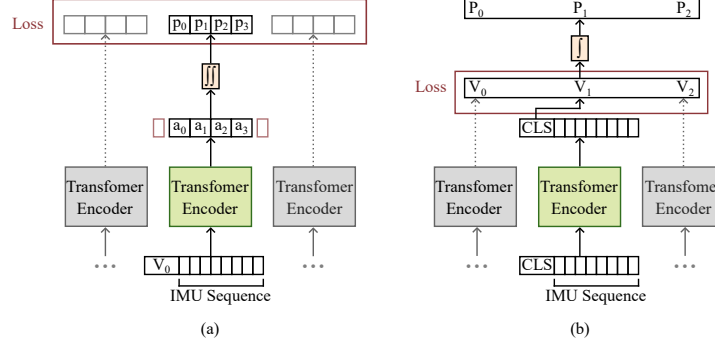 Loss
p0 p1 p2 p3
∬
a0 a1 a2 a3
Transfomer Encoder
Transfomer Encoder
Transfomer Encoder
...
V0
...
IMU Sequence
(a)
P0 P1 P2
∫
Loss
V0 V1 V2
CLS
Transfomer Encoder
Transfomer Encoder
Transfomer Encoder
...
CLS
...
IMU Sequence
(b)